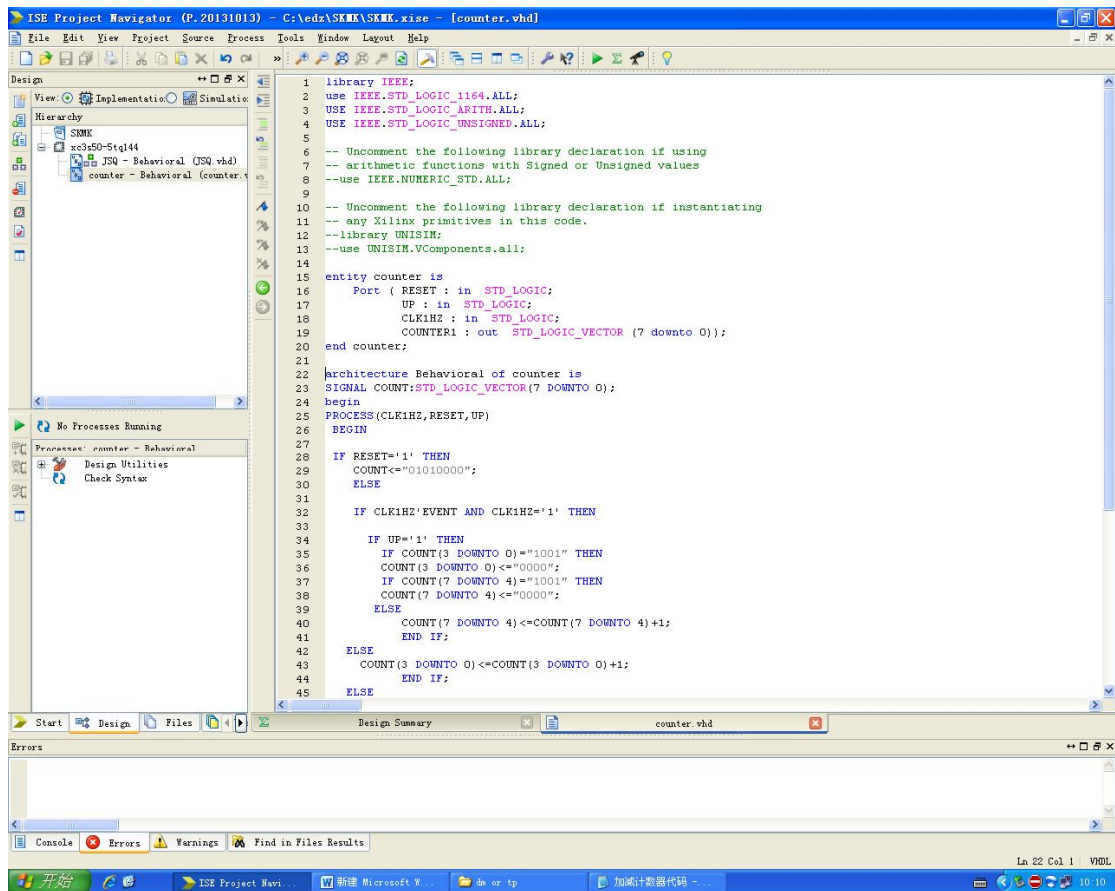 ISE Project Navigator (P.20131013) - C:\edz\SKMK\SKMK.xise - [counter.vhd]
File Edit View Project Source Process Tools Window Layout Help
Design
View: Implementatio Simulatio
Hierarchy
SKMK
xc3s50-5tq144
JSQ - Behavioral (JSQ.vhd)
counter - Behavioral (counter.v
No Processes Running
Processes: counter - Behavioral
Design Utilities
Check Syntax
Start Design Files
1 library IEEE;
2 use IEEE.STD_LOGIC_1164.ALL;
3 USE IEEE.STD_LOGIC_ARITH.ALL;
4 USE IEEE.STD_LOGIC_UNSIGNED.ALL;
5
6 -- Uncomment the following library declaration if using
7 -- arithmetic functions with Signed or Unsigned values
8 --use IEEE.NUMERIC_STD.ALL;
9
10 -- Uncomment the following library declaration if instantiating
11 -- any Xilinx primitives in this code.
12 --library UNISIM;
13 --use UNISIM.VComponents.all;
14
15 entity counter is
16 Port ( RESET : in STD_LOGIC;
17 UP : in STD_LOGIC;
18 CLK1HZ : in STD_LOGIC;
19 COUNTER1 : out STD_LOGIC_VECTOR (7 downto 0));
20 end counter;
21
22 architecture Behavioral of counter is
23 SIGNAL COUNT:STD_LOGIC_VECTOR(7 DOWNTO 0);
24 begin
25 PROCESS(CLK1HZ,RESET,UP)
26 BEGIN
27
28 IF RESET='1' THEN
29 COUNT<="01010000";
30 ELSE
31
32 IF CLK1HZ'EVENT AND CLK1HZ='1' THEN
33
34 IF UP='1' THEN
35 IF COUNT(3 DOWNTO 0)="1001" THEN
36 COUNT(3 DOWNTO 0)<="0000";
37 IF COUNT(7 DOWNTO 4)="1001" THEN
38 COUNT(7 DOWNTO 4)<="0000";
39 ELSE
40 COUNT(7 DOWNTO 4)<=COUNT(7 DOWNTO 4)+1;
41 END IF;
42 ELSE
43 COUNT(3 DOWNTO 0)<=COUNT(3 DOWNTO 0)+1;
44 END IF;
45 ELSE
Design Summary counter.vhd
Errors
Console Errors Warnings Find in Files Results
Ln 22 Col 1 VHDL
开始 ISE Project Navi... 新建 Microsoft W... dm or tp 加减计数器代码 -... 10:10